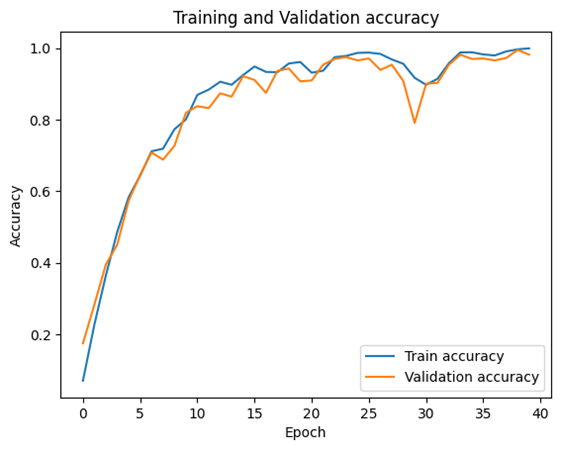 Training and Validation accuracy
1.0
0.8
0.6
0.4
0.2
Accuracy
Train accuracy
Validation accuracy
0 5 10 15 20 25 30 35 40
Epoch